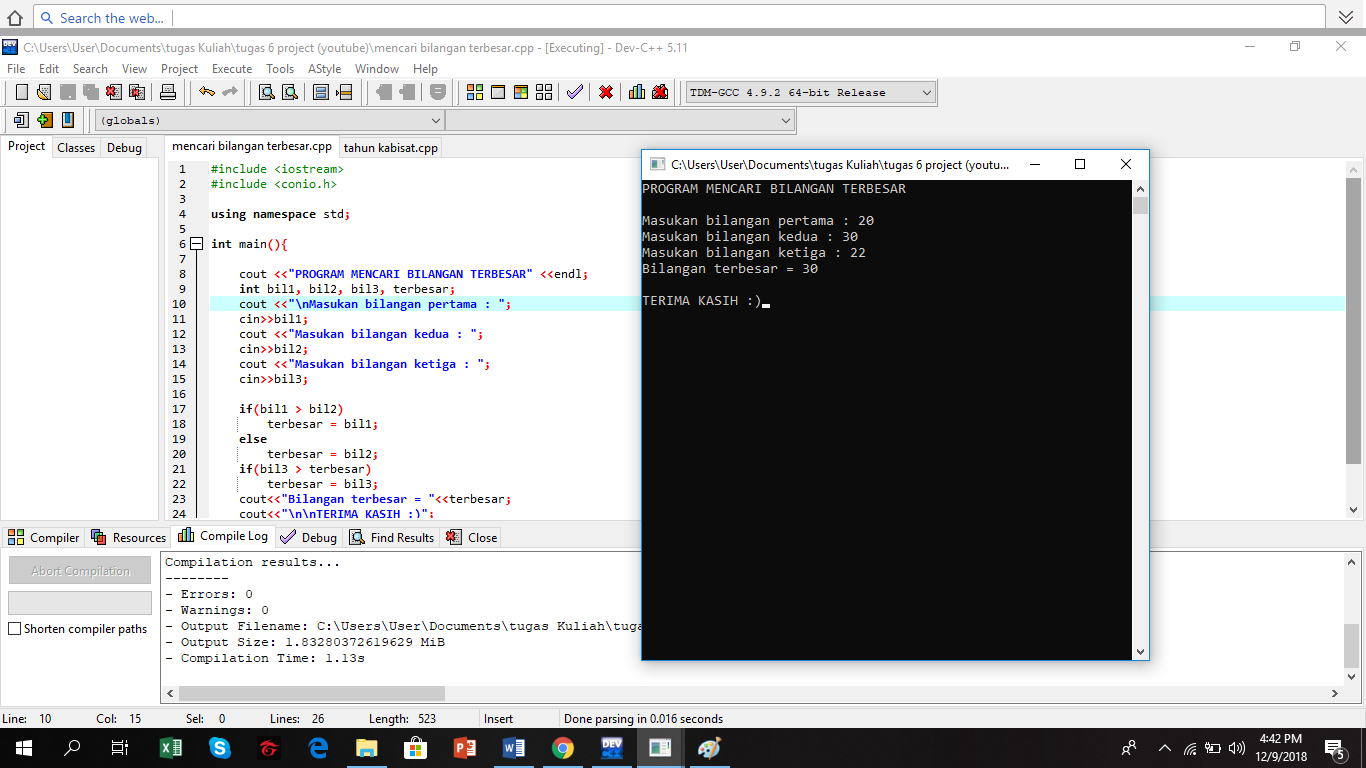 Search the web...
C:\Users\User\Documents\tugas Kuliah\tugas 6 project (youtube)\mencari bilangan terbesar.cpp - [Executing] - Dev-C++ 5.11
File Edit Search View Project Execute Tools AStyle Window Help
TDM-GCC 4.9.2 64-bit Release
(globals)
Project Classes Debug
mencari bilangan terbesar.cpp tahun kabisat.cpp
1 #include <iostream>
2 #include <conio.h>
3
4 using namespace std;
5
6 int main(){
7
8 cout <<"PROGRAM MENCARI BILANGAN TERBESAR" <<endl;
9 int bil1, bil2, bil3, terbesar;
10 cout <<"\nMasukan bilangan pertama : ";
11 cin>>bil1;
12 cout <<"Masukan bilangan kedua : ";
13 cin>>bil2;
14 cout <<"Masukan bilangan ketiga : ";
15 cin>>bil3;
16
17 if(bil1 > bil2)
18 terbesar = bil1;
19 else
20 terbesar = bil2;
21 if(bil3 > terbesar)
22 terbesar = bil3;
23 cout<<"Bilangan terbesar = "<<terbesar;
24 cout<<"\n\nTERIMA KASIH :)";
C:\Users\User\Documents\tugas Kuliah\tugas 6 project (youtu...
PROGRAM MENCARI BILANGAN TERBESAR
Masukan bilangan pertama : 20
Masukan bilangan kedua : 30
Masukan bilangan ketiga : 22
Bilangan terbesar = 30
TERIMA KASIH :)
Compiler Resources Compile Log Debug Find Results Close
Abort Compilation
Shorten compiler paths
Compilation results...
--------
- Errors: 0
- Warnings: 0
- Output Filename: C:\Users\User\Documents\tugas Kuliah\tuga
- Output Size: 1.83280372619629 MiB
- Compilation Time: 1.13s
Line: 10 Col: 15 Sel: 0 Lines: 26 Length: 523 Insert Done parsing in 0.016 seconds
4:42 PM
12/9/2018
5